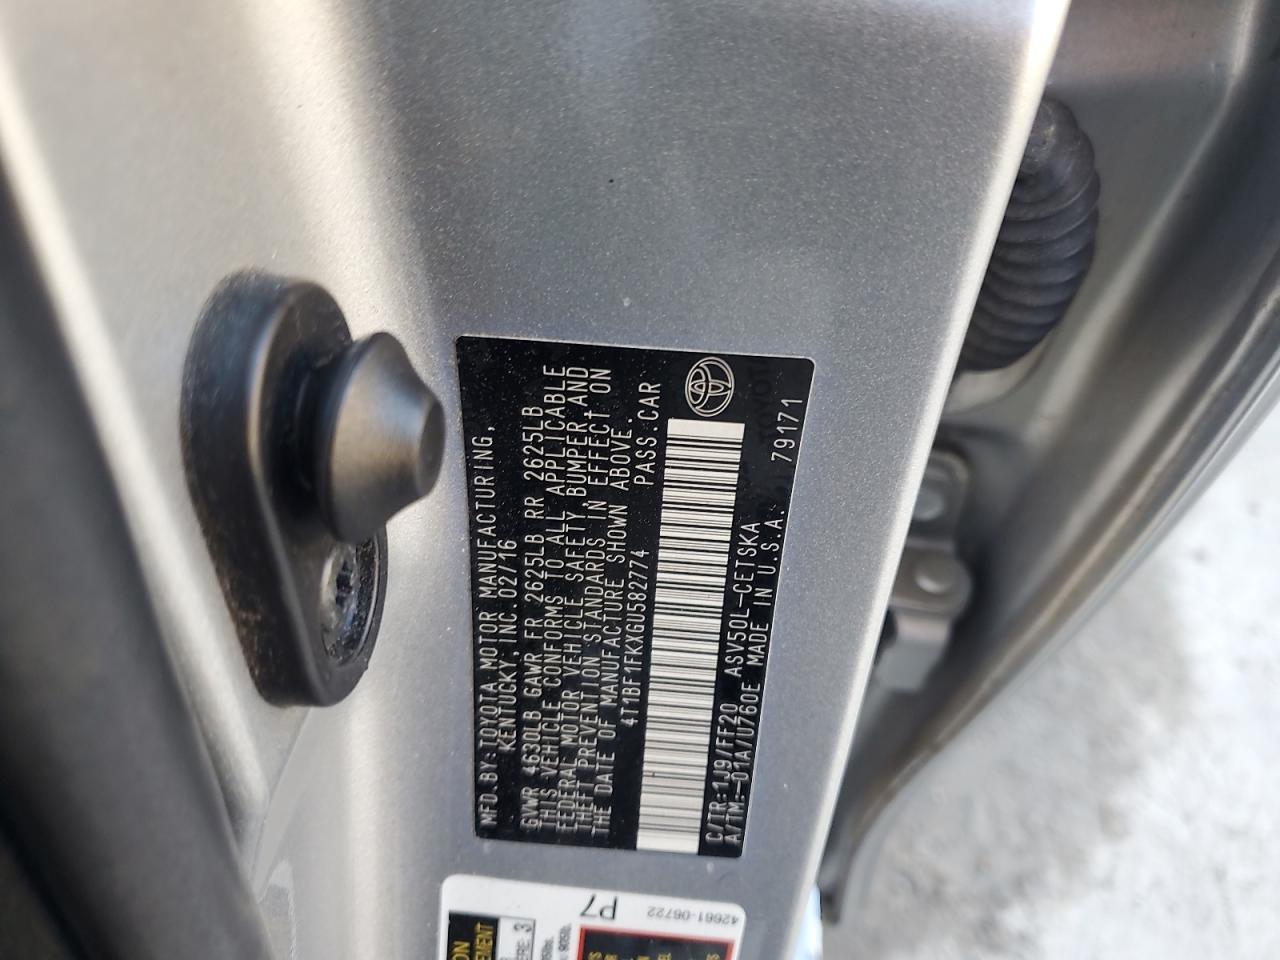 MFD.BY:TOYOTA MOTOR MANUFACTURING,
KENTUCKY,INC.02/16
GVWR 4630LB GAWR FR 2625LB RR 2625LB
THIS VEHICLE CONFORMS TO ALL APPLICABLE
FEDERAL MOTOR VEHICLE SAFETY BUMPER,AND
THEFT PREVENTION STANDARDS IN EFFECT ON
THE DATE OF MANUFACTURE SHOWN ABOVE.
4T1BF1FKXGU582774 PASS.CAR
C/TR:1J9/FF20 ASV50L-CETSKA
A/TM:-01A/U760E MADE IN U.S.A. 79171
TOYOTA
P7
42661-06722
3